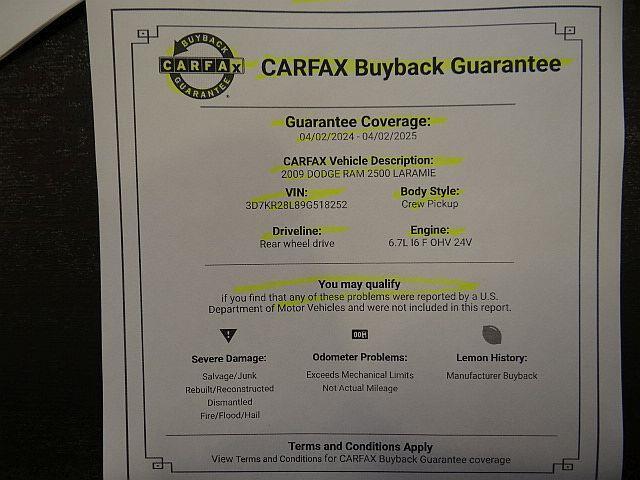 BUYBACK
CARFAX
GUARANTEE
CARFAX Buyback Guarantee
Guarantee Coverage:
04/02/2024 - 04/02/2025
CARFAX Vehicle Description:
2009 DODGE RAM 2500 LARAMIE
VIN:
3D7KR28L89G518252
Body Style:
Crew Pickup
Driveline:
Rear wheel drive
Engine:
6.7L I6 F OHV 24V
You may qualify
if you find that any of these problems were reported by a U.S.
Department of Motor Vehicles and were not included in this report.
Severe Damage:
Salvage/Junk
Rebuilt/Reconstructed
Dismantled
Fire/Flood/Hail
00H
Odometer Problems:
Exceeds Mechanical Limits
Not Actual Mileage
Lemon History:
Manufacturer Buyback
Terms and Conditions Apply
View Terms and Conditions for CARFAX Buyback Guarantee coverage